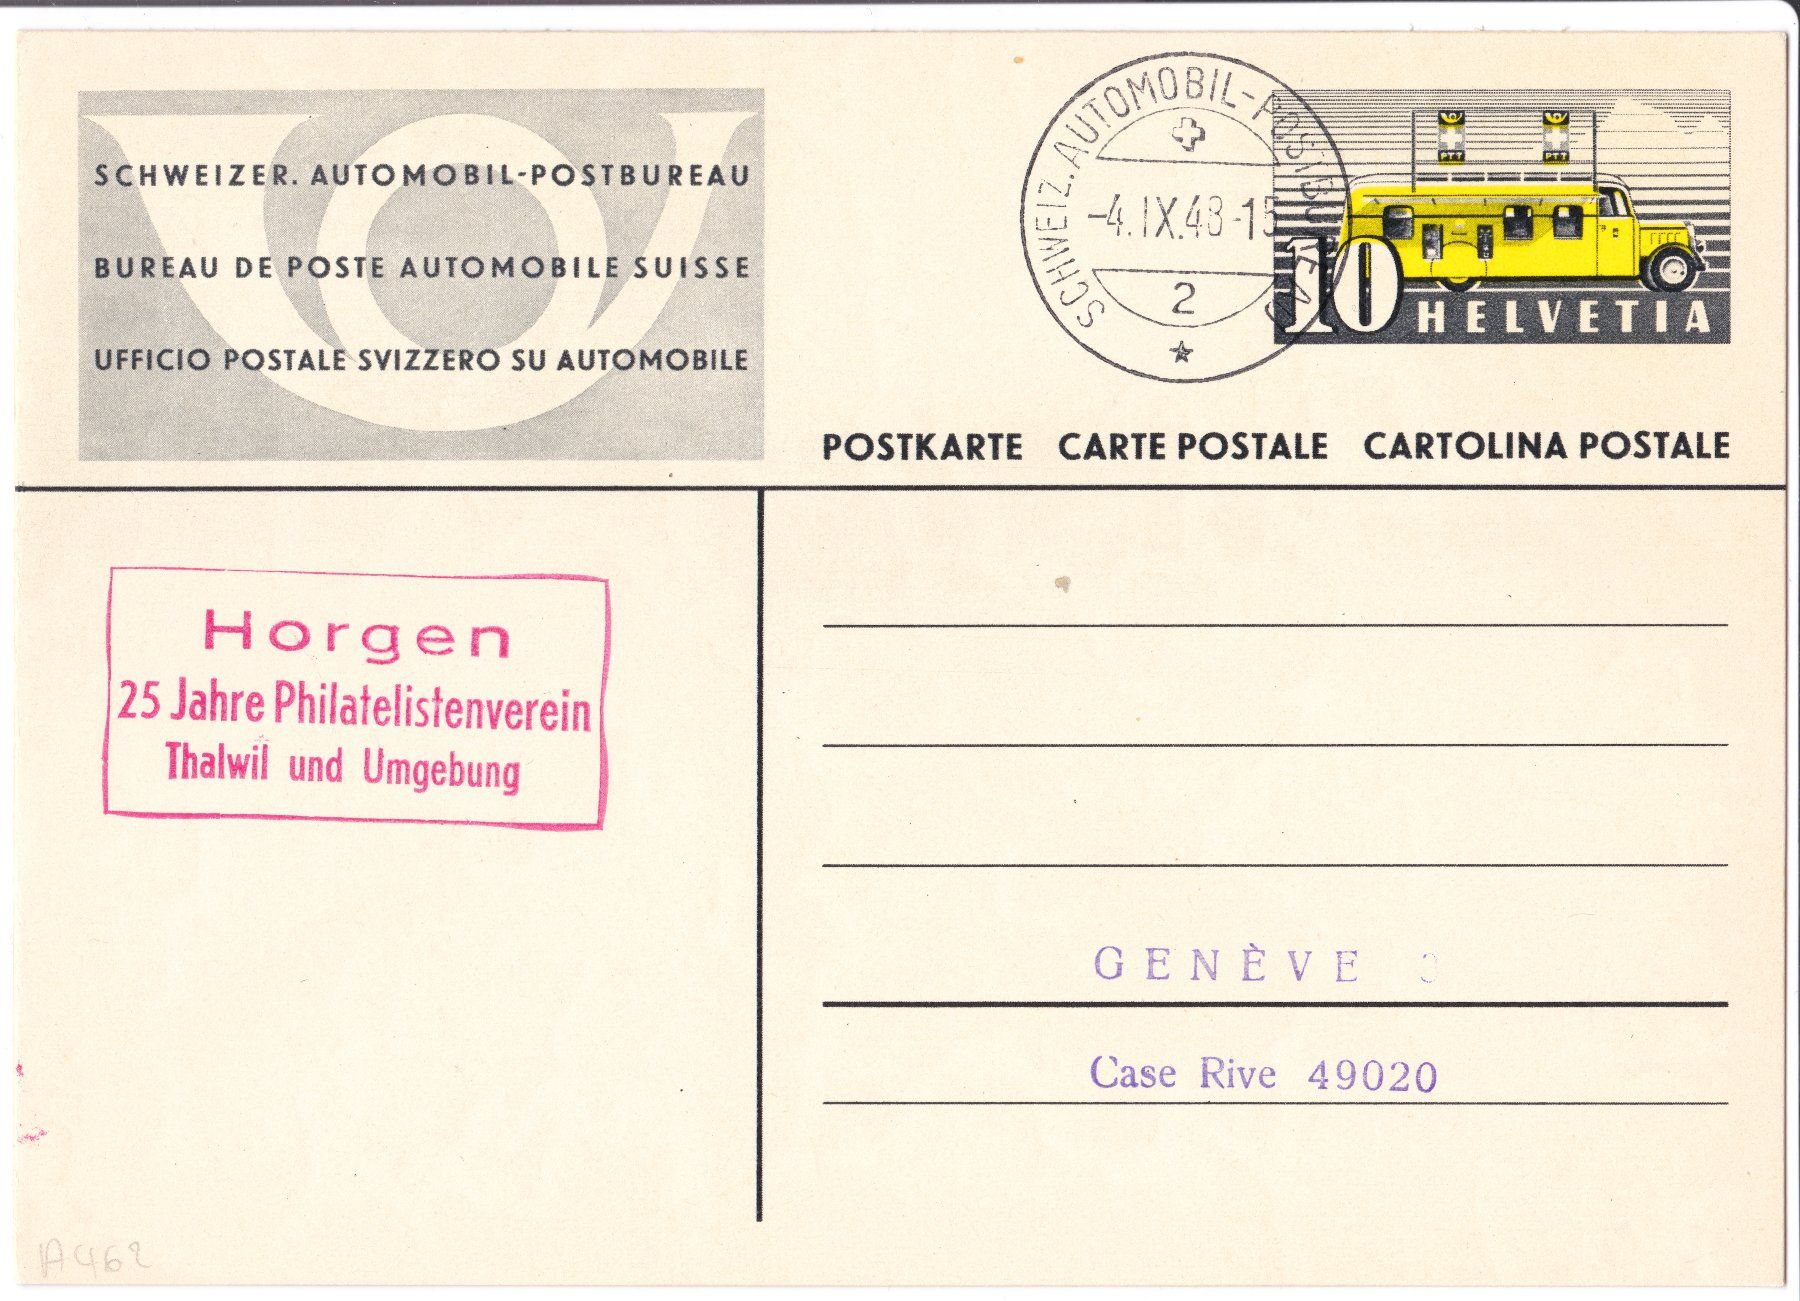 SCHWEIZER. AUTOMOBIL-POSTBUREAU
BUREAU DE POSTE AUTOMOBILE SUISSE
UFFICIO POSTALE SVIZZERO SU AUTOMOBILE
SCHWEIZ. AUTOMOBIL-POSTBUREAU
-4.IX.48-15
2
PTT
PTT
10 HELVETIA
POSTKARTE CARTE POSTALE CARTOLINA POSTALE
Horgen
25 Jahre Philatelistenverein
Thalwil und Umgebung
GENÈVE 3
Case Rive 49020
A462